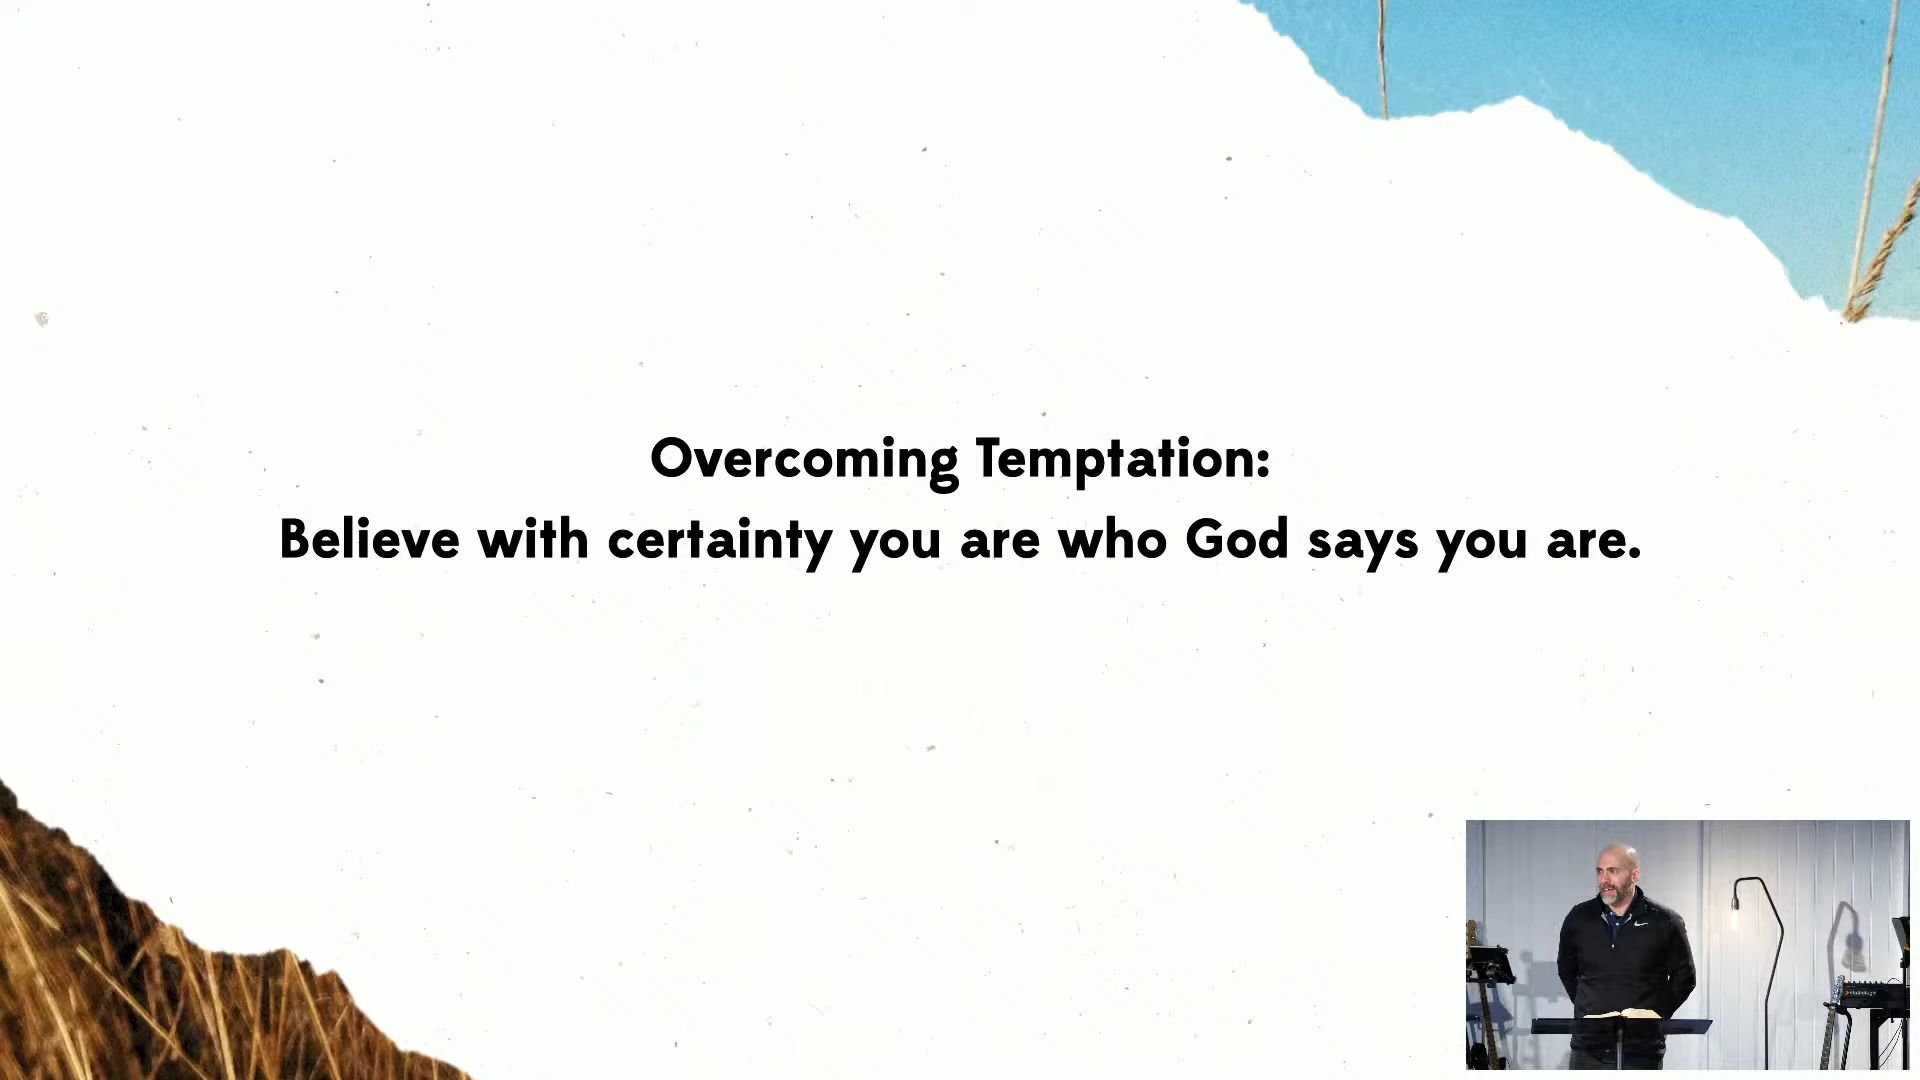 Overcoming Temptation:
Believe with certainty you are who God says you are.